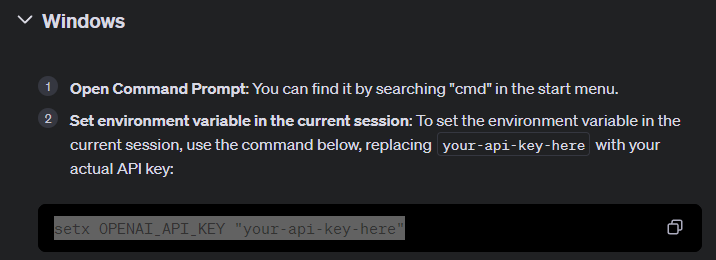 Windows
1 Open Command Prompt: You can find it by searching "cmd" in the start menu.
2 Set environment variable in the current session: To set the environment variable in the
current session, use the command below, replacing your-api-key-here with your
actual API key:
setx OPENAI_API_KEY "your-api-key-here"